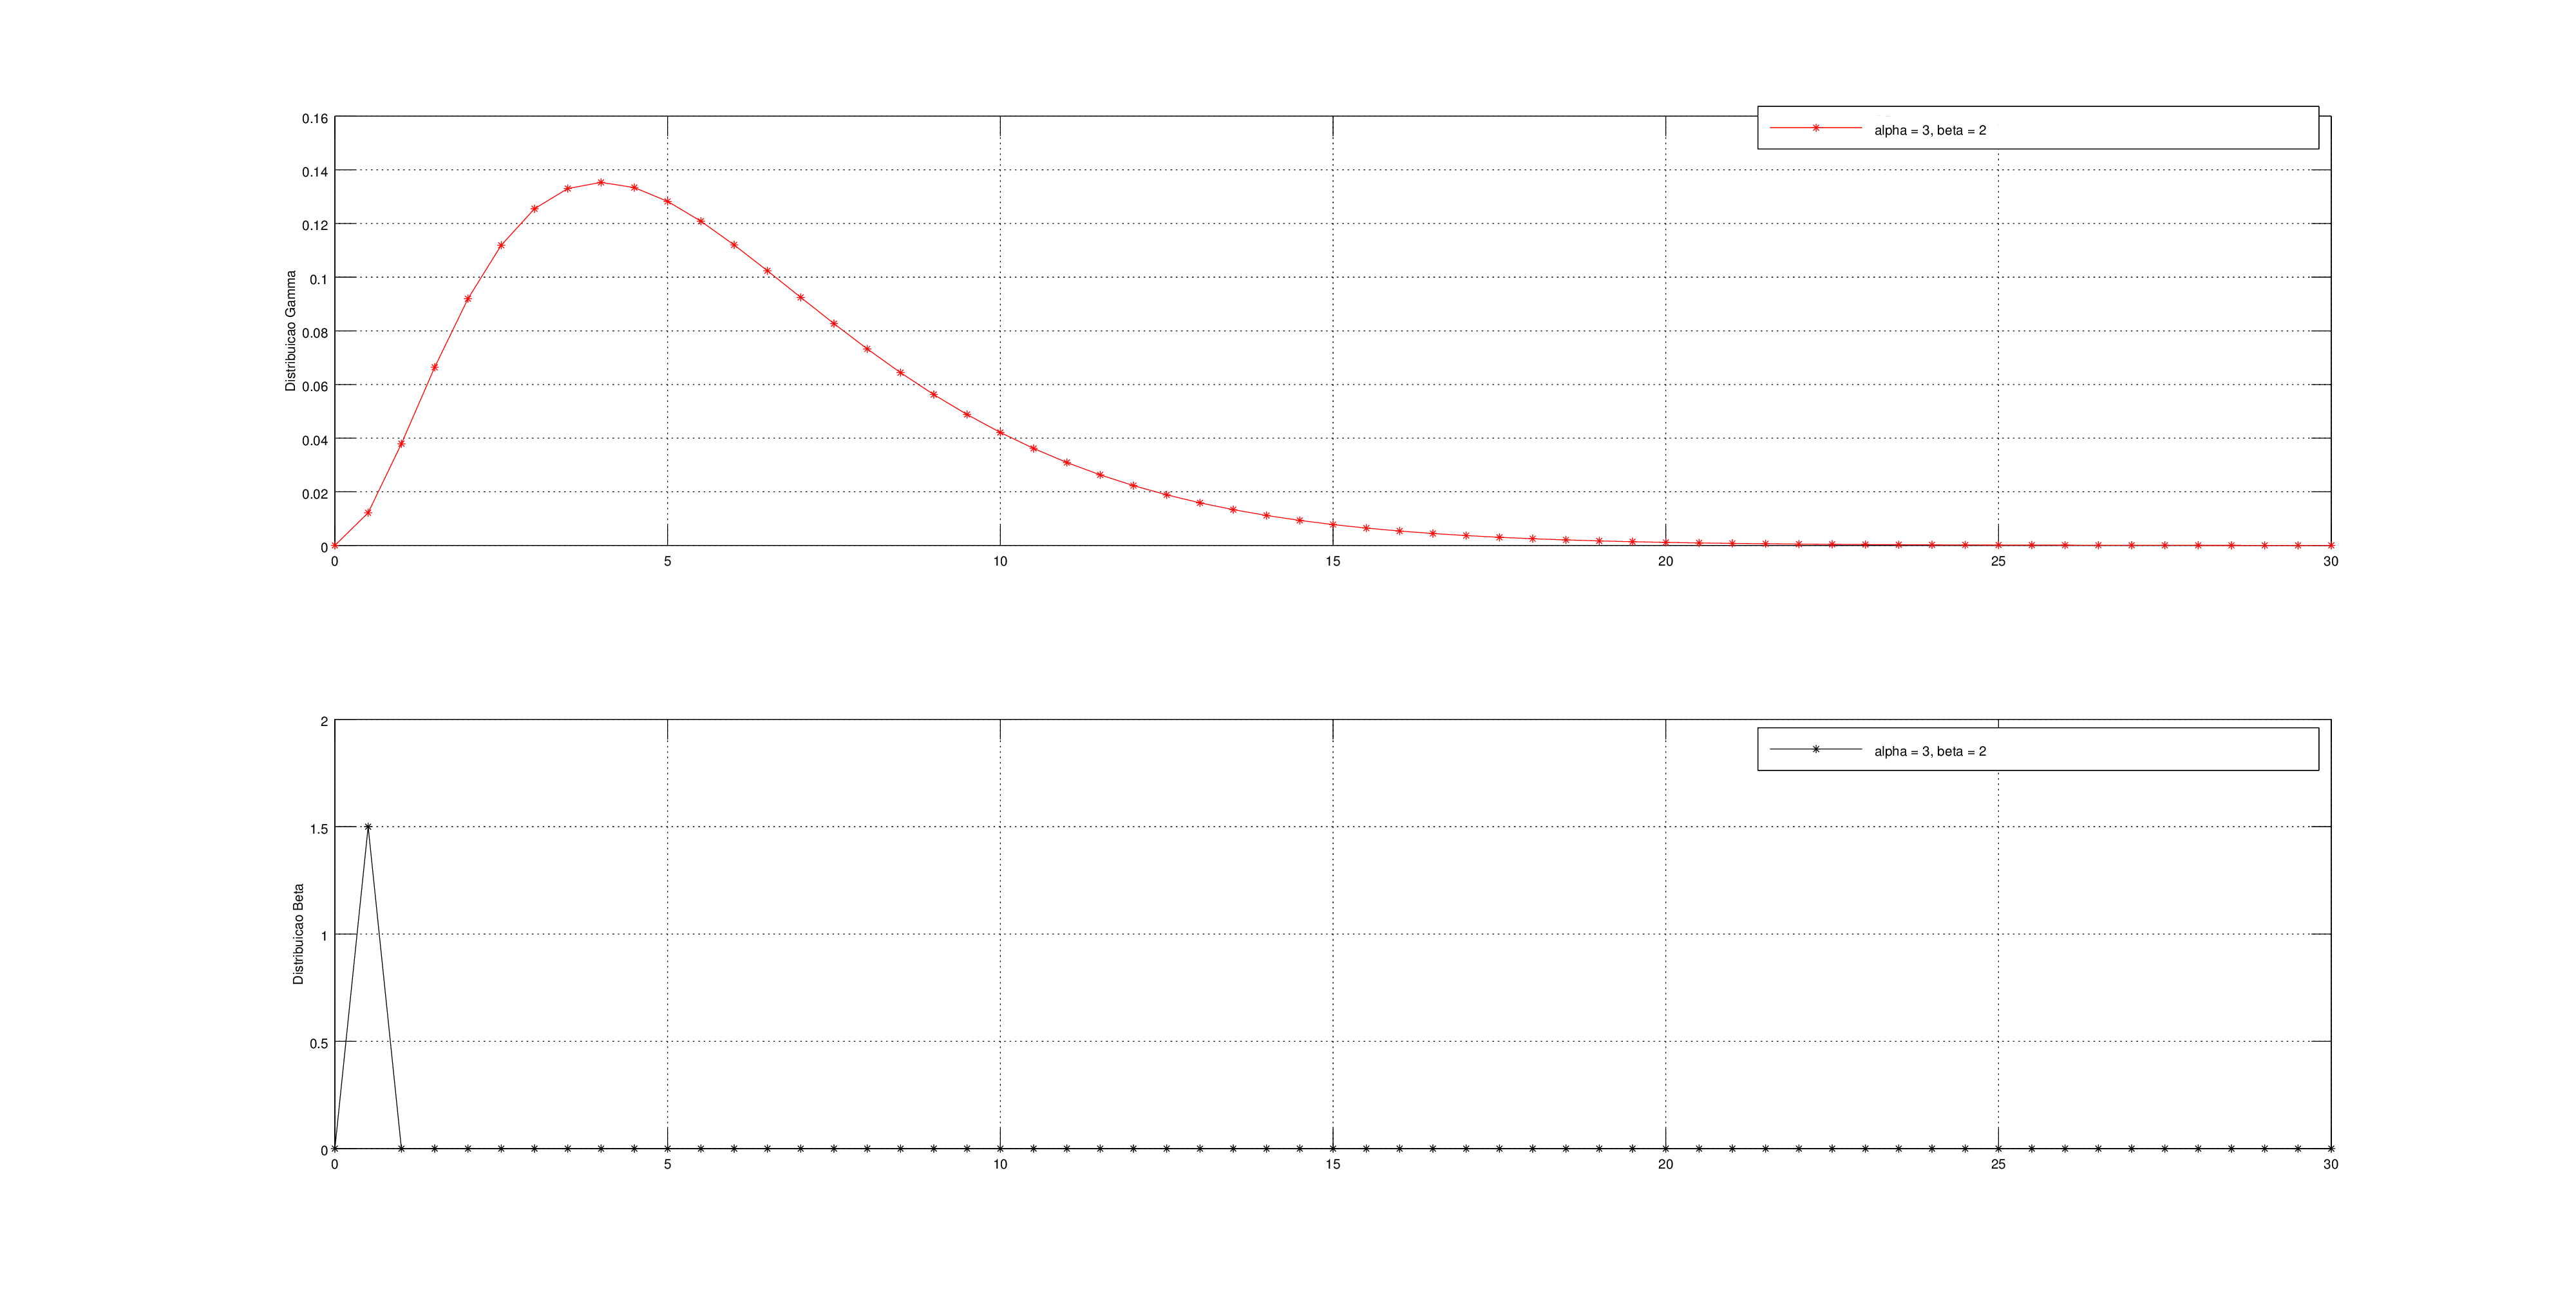 0.16
0.14
0.12
0.1
0.08
0.06
0.04
0.02
0
Distribuicao Gamma
alpha = 3, beta = 2
0 5 10 15 20 25 30
2
1.5
1
0.5
0
Distribuicao Beta
alpha = 3, beta = 2
0 5 10 15 20 25 30